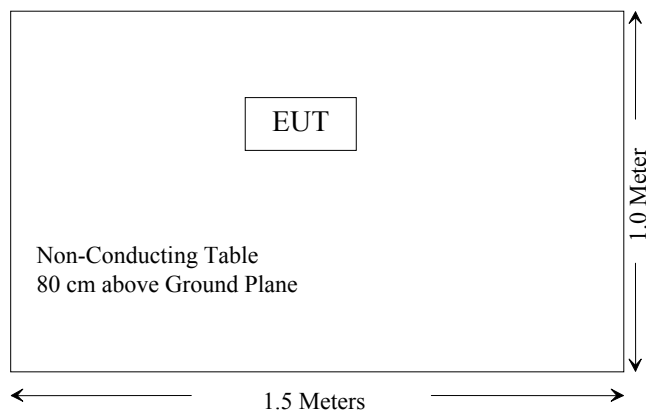 EUT
1.0 Meter
Non-Conducting Table
80 cm above Ground Plane
1.5 Meters